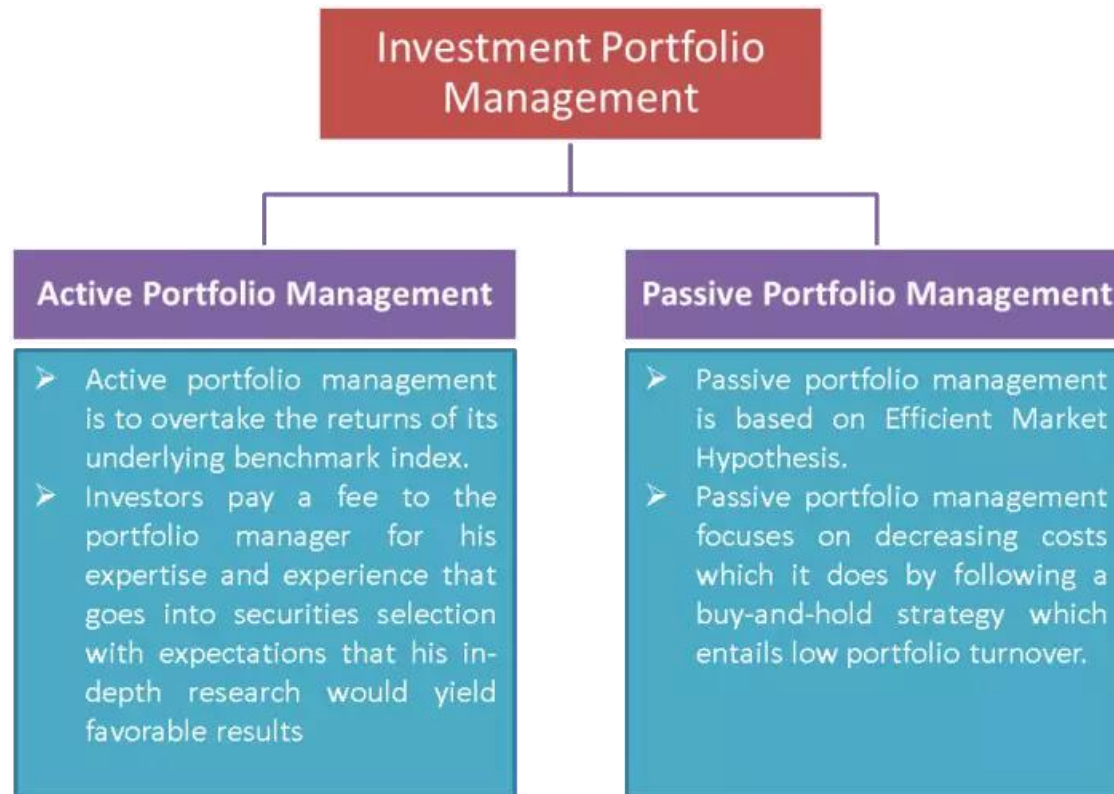 Investment Portfolio
Management
Active Portfolio Management
➢ Active portfolio management
is to overtake the returns of its
underlying benchmark index.
➢ Investors pay a fee to the
portfolio manager for his
expertise and experience that
goes into securities selection
with expectations that his in-
depth research would yield
favorable results
Passive Portfolio Management
➢ Passive portfolio management
is based on Efficient Market
Hypothesis.
➢ Passive portfolio management
focuses on decreasing costs
which it does by following a
buy-and-hold strategy which
entails low portfolio turnover.